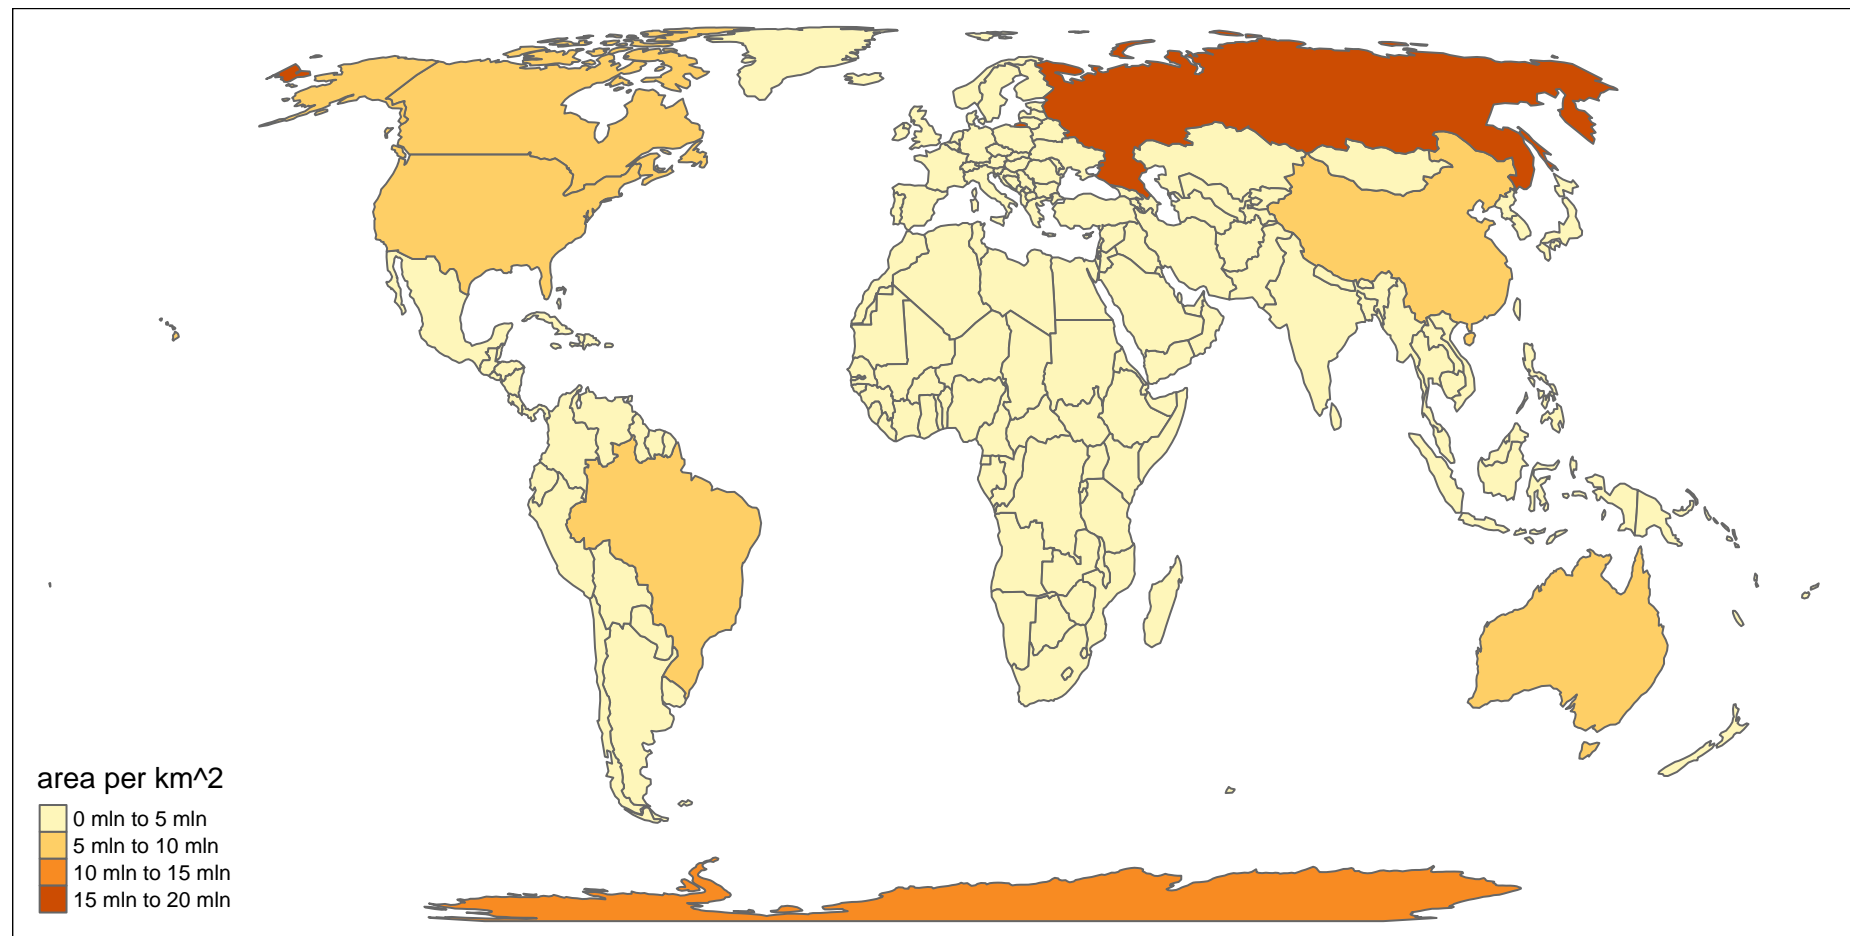 area per km^2
0 mln to 5 mln
5 mln to 10 mln
10 mln to 15 mln
15 mln to 20 mln